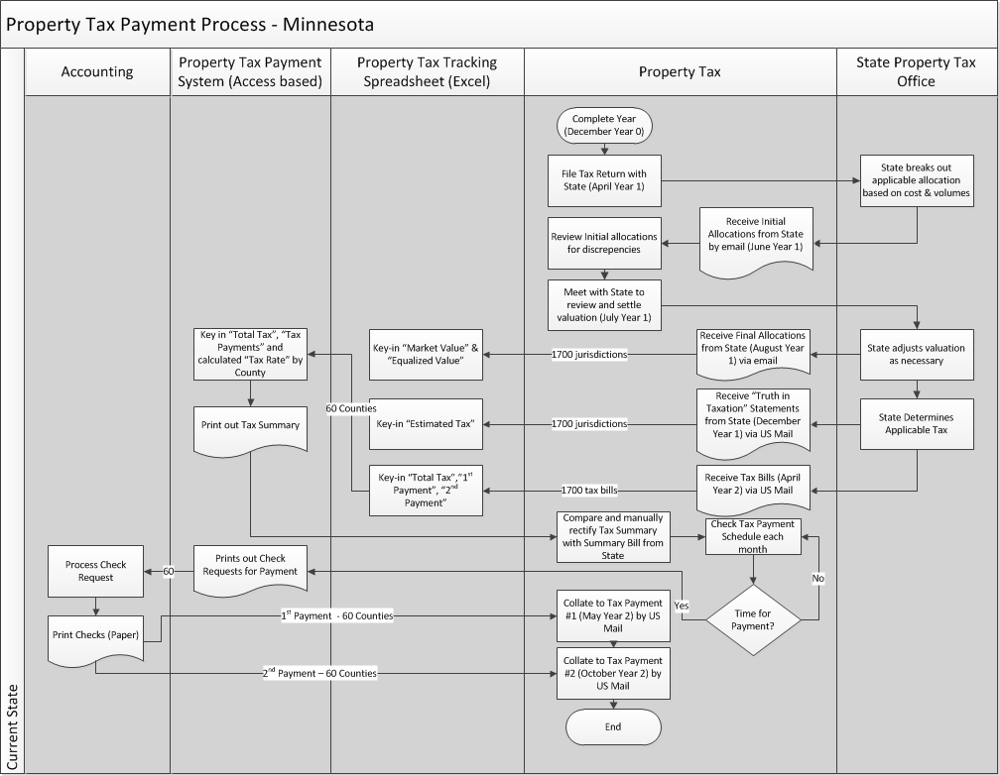 Property Tax Payment Process - Minnesota
Accounting
Property Tax Payment
System (Access based)
Property Tax Tracking
Spreadsheet (Excel)
Property Tax
State Property Tax
Office
Complete Year
(December Year 0)
File Tax Return with
State (April Year 1)
State breaks out
applicable allocation
based on cost & volumes
Review Initial allocations
for discrepencies
Receive Initial
Allocations from State
by email (June Year 1)
Meet with State to
review and settle
valuation (July Year 1)
Key in “Total Tax”, “Tax
Payments” and
calculated “Tax Rate” by
County
Key-in “Market Value” &
“Equalized Value”
1700 jurisdictions
Receive Final Allocations
from State (August Year
1) via email
State adjusts valuation
as necessary
60 Counties
Print out Tax Summary
Key-in “Estimated Tax”
1700 jurisdictions
Receive “Truth in
Taxation” Statements
from State (December
Year 1) via US Mail
State Determines
Applicable Tax
Key-in “Total Tax”,“1st
Payment”, “2nd
Payment”
1700 tax bills
Receive Tax Bills (April
Year 2) via US Mail
Compare and manually
rectify Tax Summary
with Summary Bill from
State
Check Tax Payment
Schedule each
month
Process Check
Request
60
Prints out Check
Requests for Payment
No
Yes
Time for
Payment?
Print Checks (Paper)
1st Payment - 60 Counties
Collate to Tax Payment
#1 (May Year 2) by US
Mail
2nd Payment – 60 Counties
Collate to Tax Payment
#2 (October Year 2) by
US Mail
End
Current State